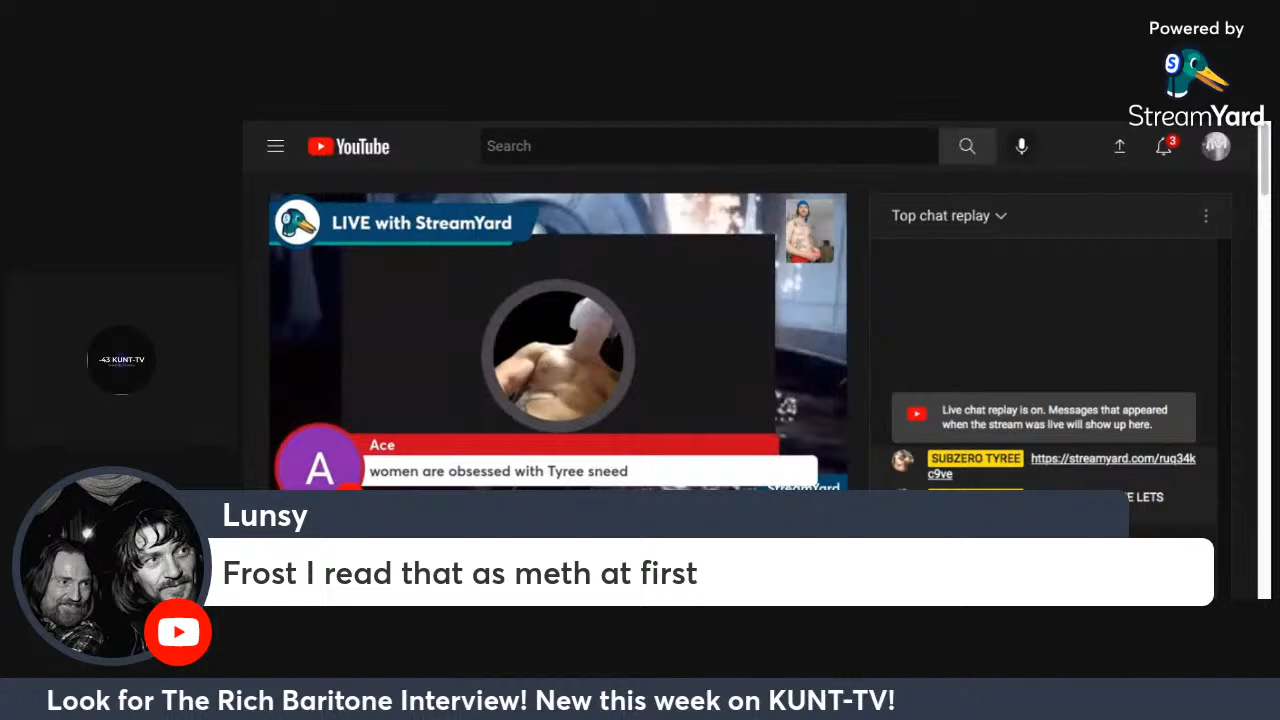 Powered by
StreamYard
YouTube
Search
3
LIVE with StreamYard
Top chat replay
-43 KUNT-TV
Live chat replay is on. Messages that appeared
when the stream was live will show up here.
A
Ace
women are obsessed with Tyree sneed
SUBZERO TYREE https://streamyard.com/ruq34k
c9ve
StreamYard
E LETS
Lunsy
Frost I read that as meth at first
Look for The Rich Baritone Interview! New this week on KUNT-TV!